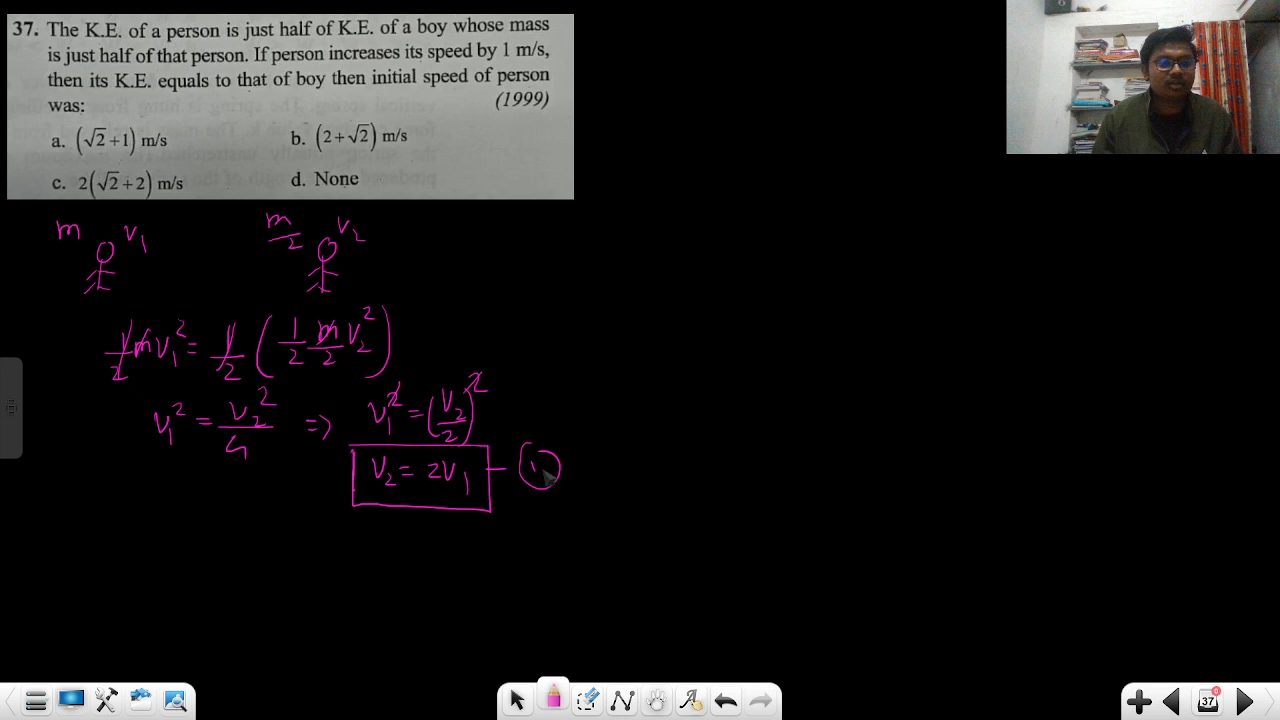 37. The K.E. of a person is just half of K.E. of a boy whose mass
is just half of that person. If person increases its speed by 1 m/s,
then its K.E. equals to that of boy then initial speed of person
was: (1999)
a. (√2+1) m/s b. (2+√2) m/s
c. 2(√2+2) m/s d. None
m v₁ m/2 v₂
1/2 m v₁² = 1/2 (1/2 m/2 v₂²)
v₁² = v₂²/4 => v₁² = (v₂/2)²
v₂ = 2v₁ —
37